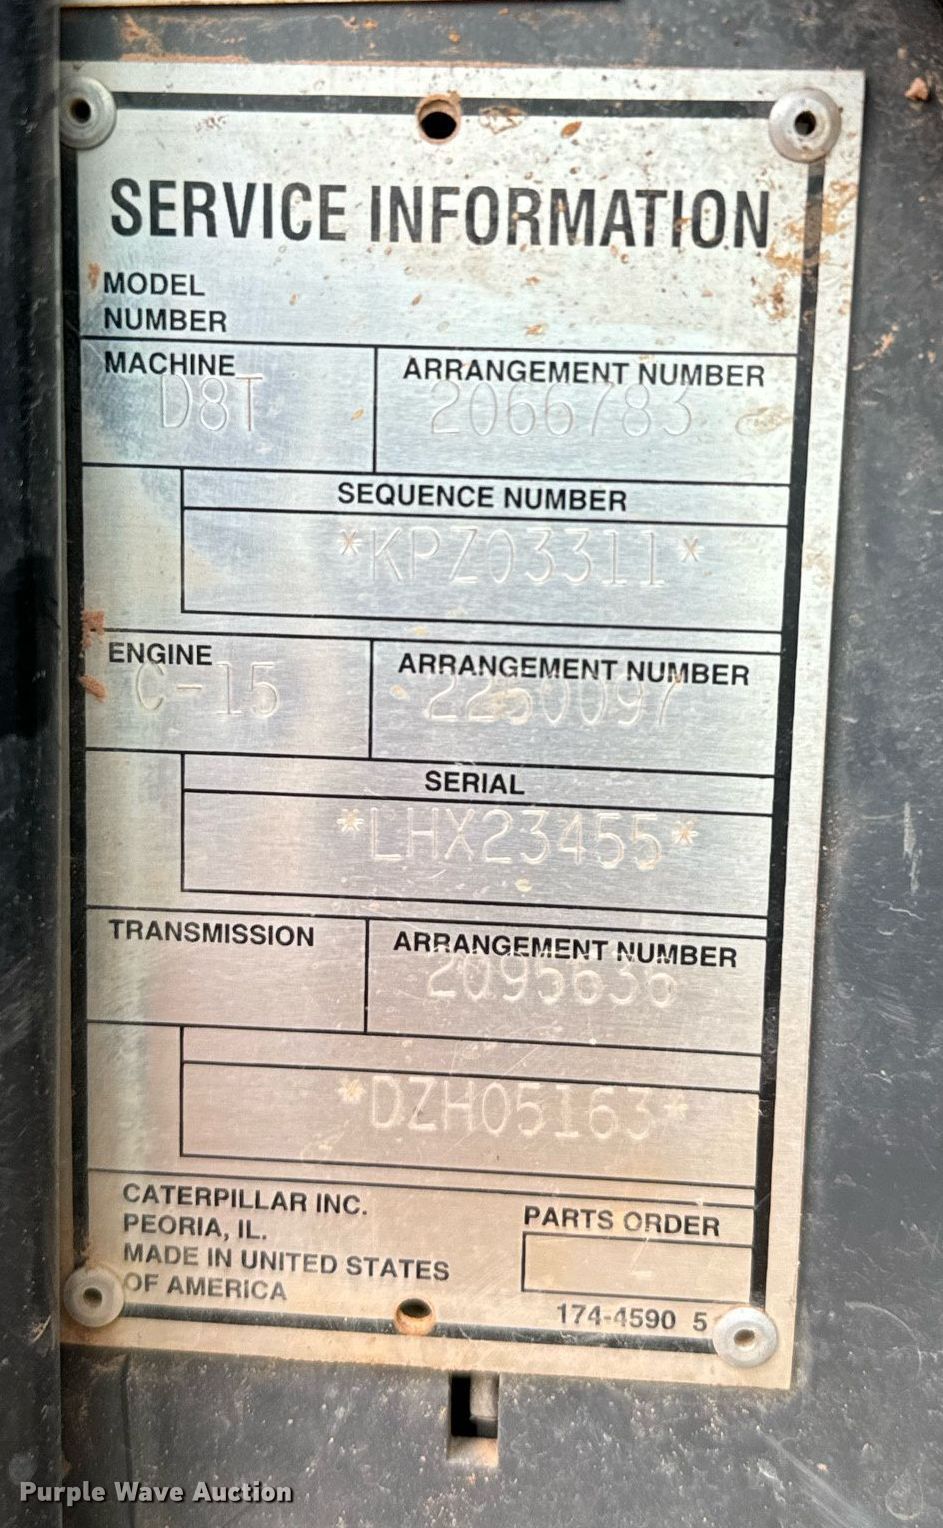 SERVICE INFORMATION
MODEL
NUMBER
MACHINE
D8T
ARRANGEMENT NUMBER
2066783
SEQUENCE NUMBER
*KPZ03311*
ENGINE
C-15
ARRANGEMENT NUMBER
2250097
SERIAL
*LHX23455*
TRANSMISSION
ARRANGEMENT NUMBER
2095636
*DZH05163*
CATERPILLAR INC.
PEORIA, IL.
MADE IN UNITED STATES
OF AMERICA
PARTS ORDER
-
174-4590 5
Purple Wave Auction